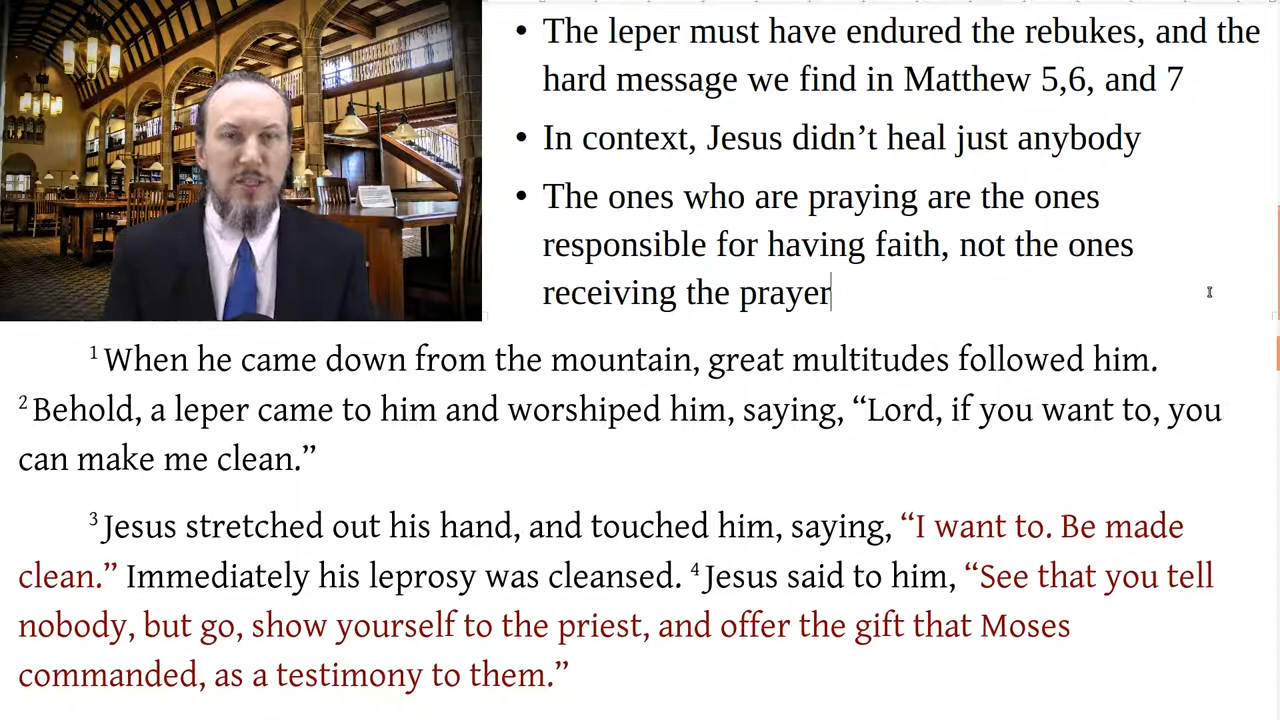 • The leper must have endured the rebukes, and the
hard message we find in Matthew 5,6, and 7
• In context, Jesus didn’t heal just anybody
• The ones who are praying are the ones
responsible for having faith, not the ones
receiving the prayer
1 When he came down from the mountain, great multitudes followed him.
2 Behold, a leper came to him and worshiped him, saying, “Lord, if you want to, you
can make me clean.”
3 Jesus stretched out his hand, and touched him, saying, “I want to. Be made
clean.” Immediately his leprosy was cleansed. 4 Jesus said to him, “See that you tell
nobody, but go, show yourself to the priest, and offer the gift that Moses
commanded, as a testimony to them.”